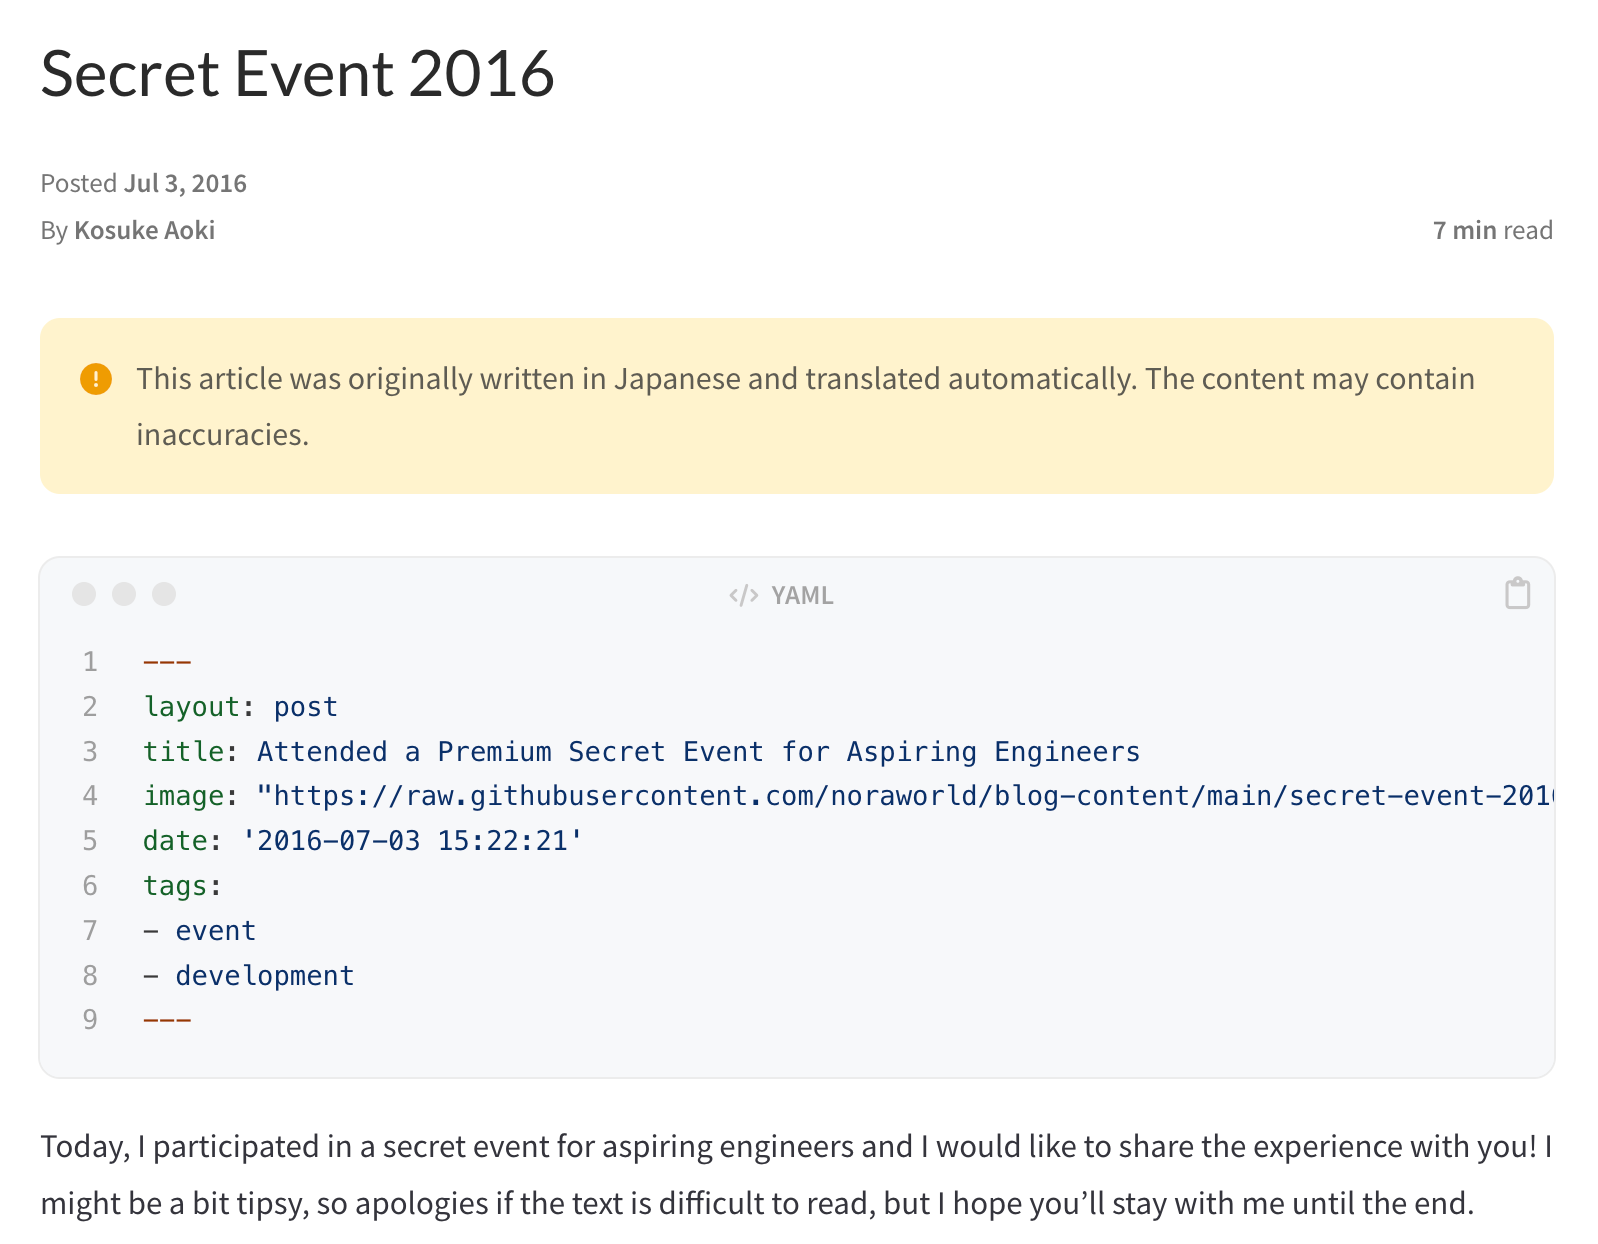 Secret Event 2016
Posted Jul 3, 2016
By Kosuke Aoki
7 min read
This article was originally written in Japanese and translated automatically. The content may contain
inaccuracies.
</> YAML
1 ---
2 layout: post
3 title: Attended a Premium Secret Event for Aspiring Engineers
4 image: "https://raw.githubusercontent.com/noraworld/blog-content/main/secret-event-201
5 date: '2016-07-03 15:22:21'
6 tags:
7 - event
8 - development
9 ---
Today, I participated in a secret event for aspiring engineers and I would like to share the experience with you! I
might be a bit tipsy, so apologies if the text is difficult to read, but I hope you’ll stay with me until the end.